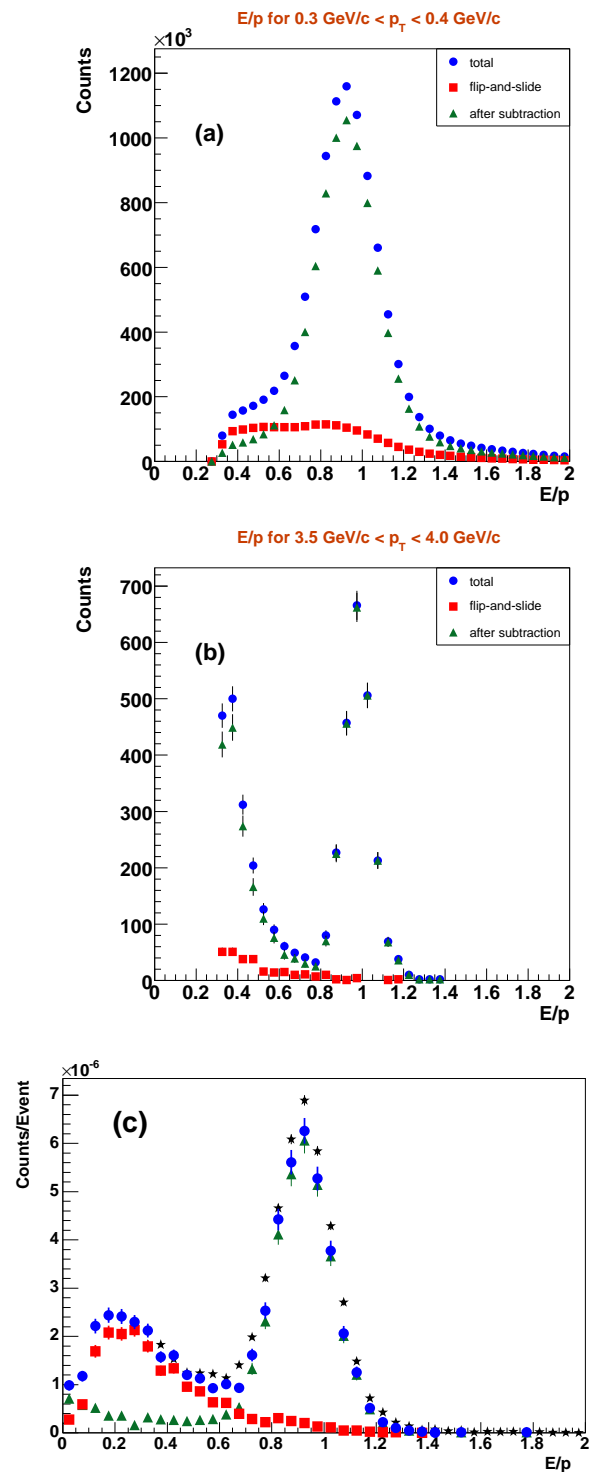 E/p for 0.3 GeV/c < p_T < 0.4 GeV/c
×10³
Counts
1200
1000
800
600
400
200
0
(a)
total
flip-and-slide
after subtraction
0 0.2 0.4 0.6 0.8 1 1.2 1.4 1.6 1.8 2
E/p
E/p for 3.5 GeV/c < p_T < 4.0 GeV/c
Counts
700
600
500
400
300
200
100
0
(b)
total
flip-and-slide
after subtraction
0 0.2 0.4 0.6 0.8 1 1.2 1.4 1.6 1.8 2
E/p
×10⁻⁶
Counts/Event
7
6
5
4
3
2
1
0
(c)
0 0.2 0.4 0.6 0.8 1 1.2 1.4 1.6 1.8 2
E/p